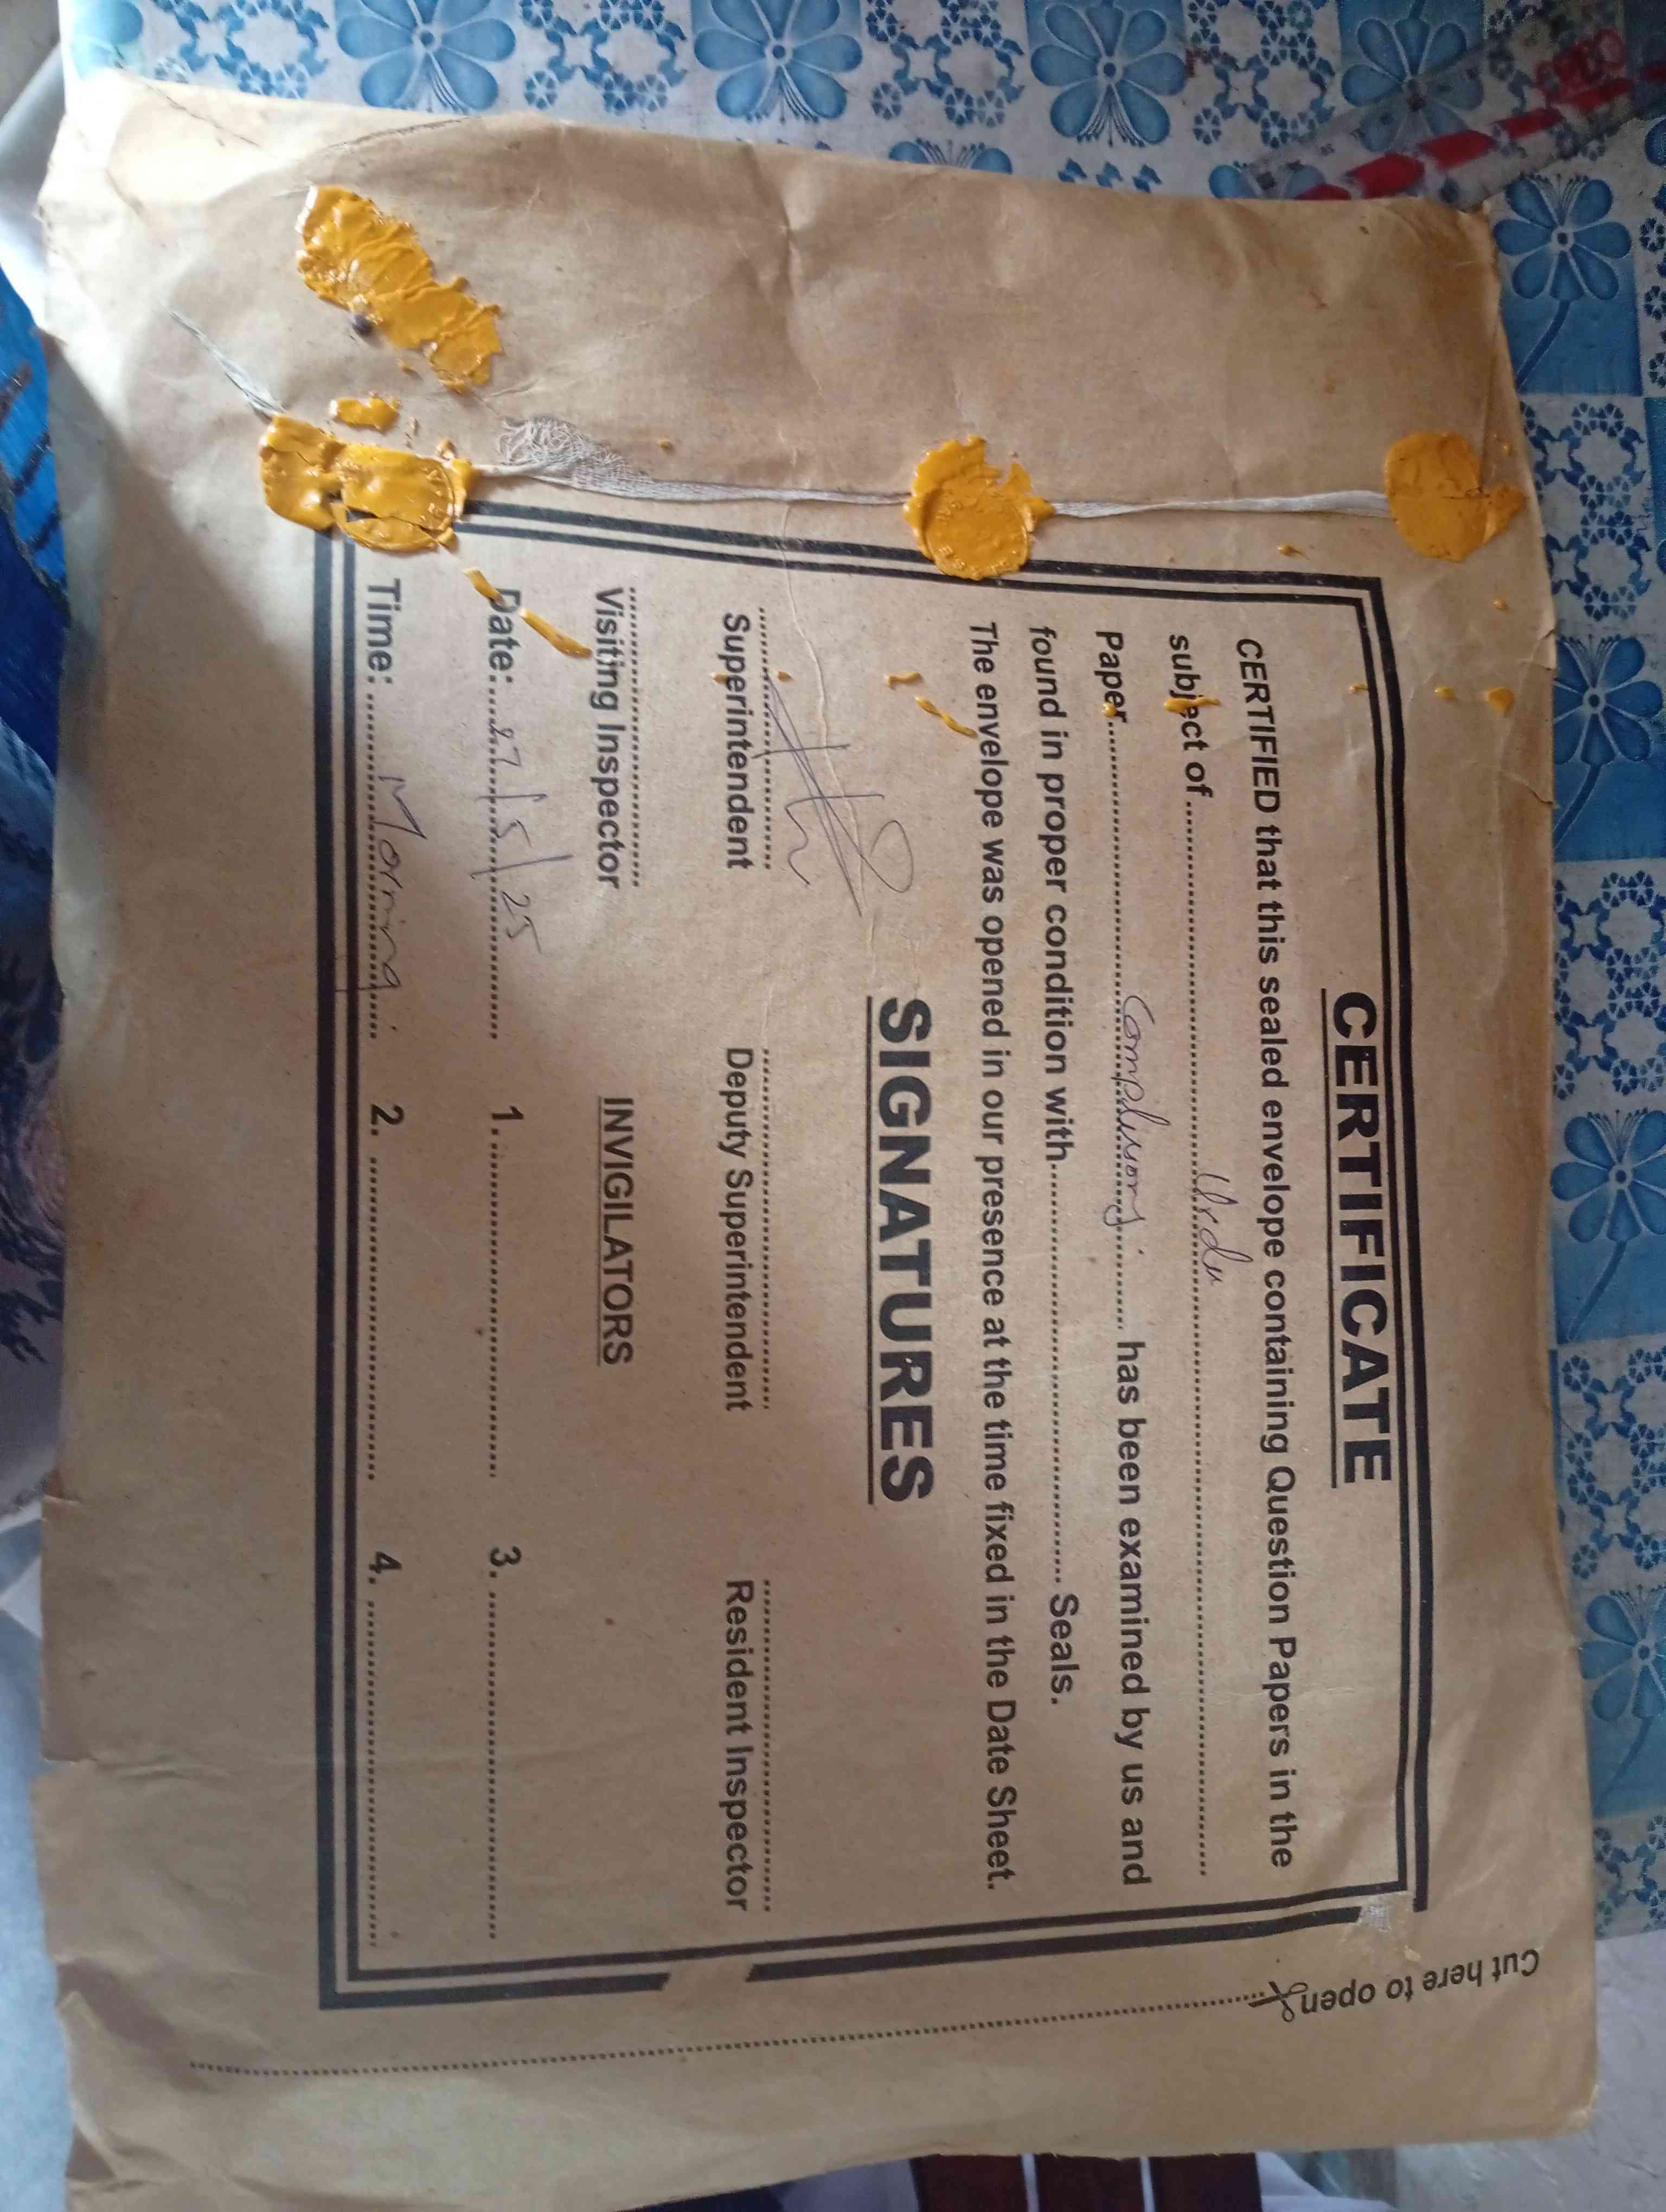 CERTIFICATE
CERTIFIED that this sealed envelope containing Question Papers in the
subject of.......... Urdu ..........
Paper.......... Complusory .......... has been examined by us and
found in proper condition with.......... Seals.
The envelope was opened in our presence at the time fixed in the Date Sheet.
SIGNATURES
Superintendent Deputy Superintendent Resident Inspector
Visiting Inspector INVIGILATORS
Date: 27/5/25 1. 3.
Time: Morning 2. 4.
Cut here to open